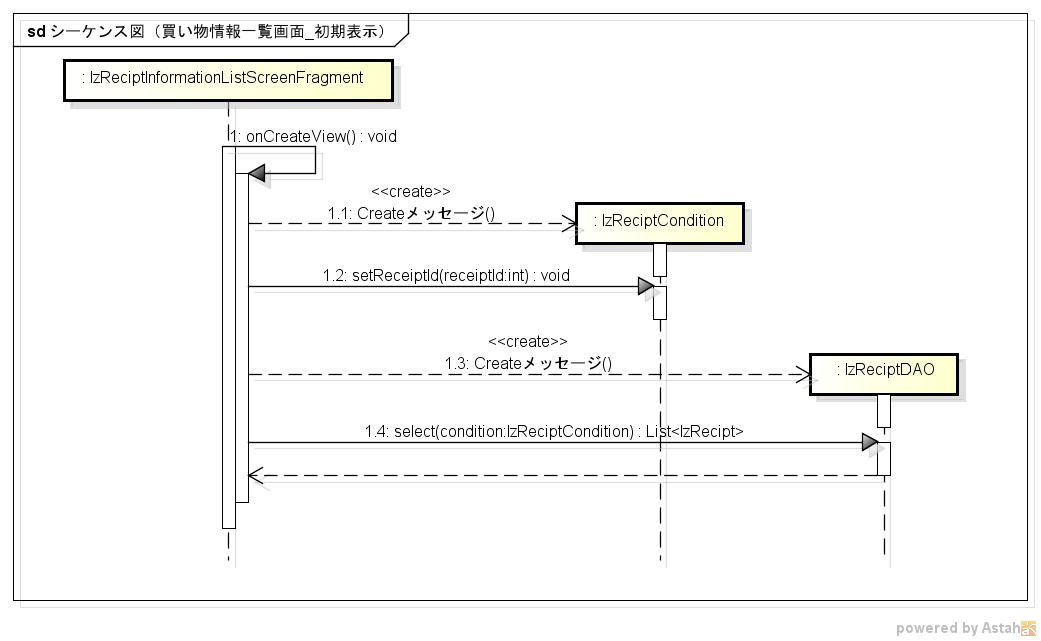 sd シーケンス図（買い物情報一覧画面_初期表示）
: IzReciptInformationListScreenFragment
1: onCreateView() : void
<<create>>
1.1: Createメッセージ()
: IzReciptCondition
1.2: setReceiptId(receiptId:int) : void
<<create>>
1.3: Createメッセージ()
: IzReciptDAO
1.4: select(condition:IzReciptCondition) : List<IzRecipt>
powered by Astah